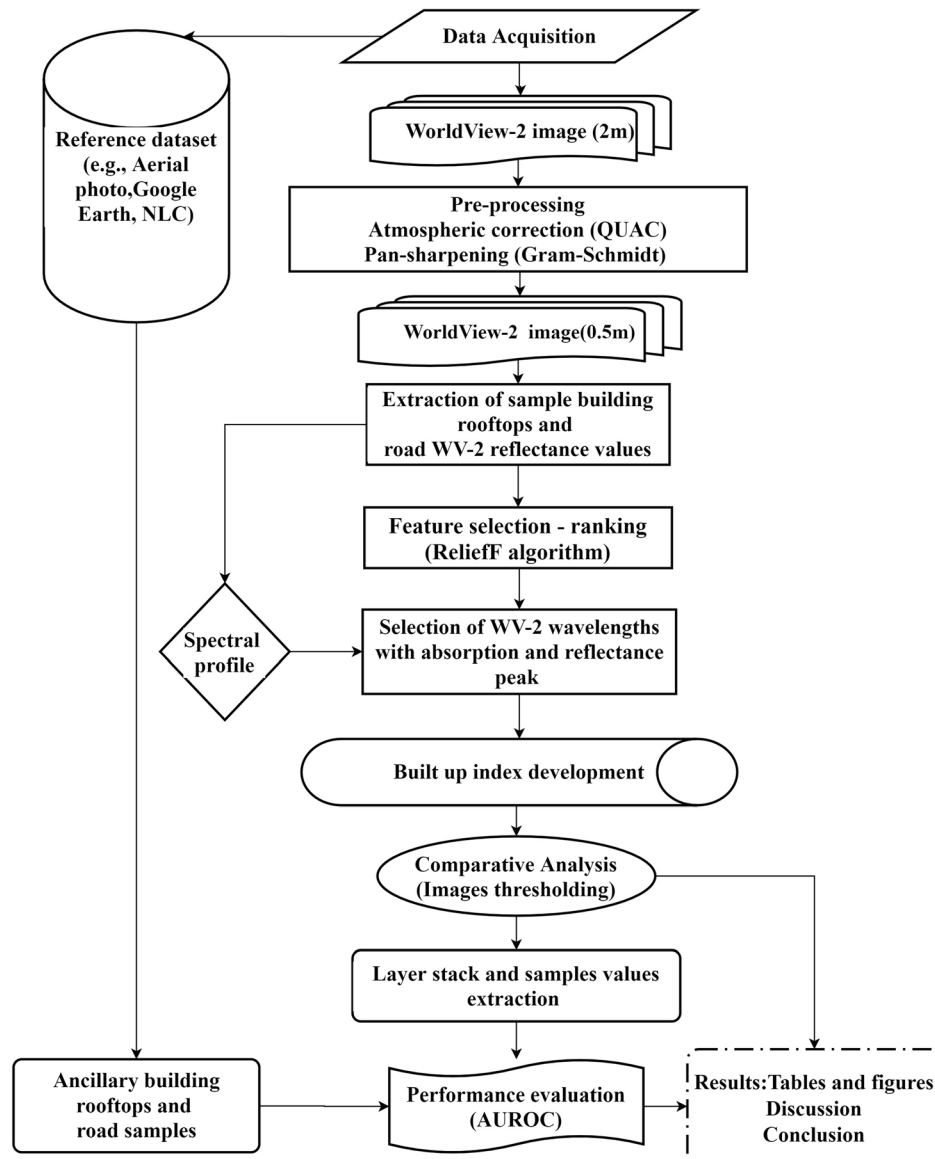 Data Acquisition
Reference dataset
(e.g., Aerial
photo,Google
Earth, NLC)
WorldView-2 image (2m)
Pre-processing
Atmospheric correction (QUAC)
Pan-sharpening (Gram-Schmidt)
WorldView-2 image(0.5m)
Extraction of sample building
rooftops and
road WV-2 reflectance values
Feature selection - ranking
(ReliefF algorithm)
Spectral
profile
Selection of WV-2 wavelengths
with absorption and reflectance
peak
Built up index development
Comparative Analysis
(Images thresholding)
Layer stack and samples values
extraction
Ancillary building
rooftops and
road samples
Performance evaluation
(AUROC)
Results:Tables and figures
Discussion
Conclusion